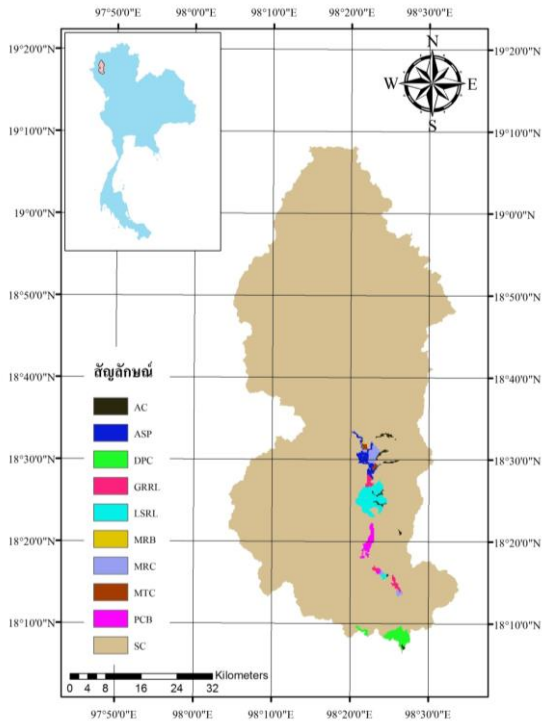 97°50'0"E 98°0'0"E 98°10'0"E 98°20'0"E 98°30'0"E
19°20'0"N 19°20'0"N
N
W E
S
19°10'0"N 19°10'0"N
19°0'0"N 19°0'0"N
18°50'0"N 18°50'0"N
สัญลักษณ์
18°40'0"N 18°40'0"N
AC
ASP
18°30'0"N 18°30'0"N
DPC
GRRL
LSRL
18°20'0"N 18°20'0"N
MRB
MRC
MTC
18°10'0"N 18°10'0"N
PCB
SC
Kilometers
0 4 8 16 24 32
97°50'0"E 98°0'0"E 98°10'0"E 98°20'0"E 98°30'0"E